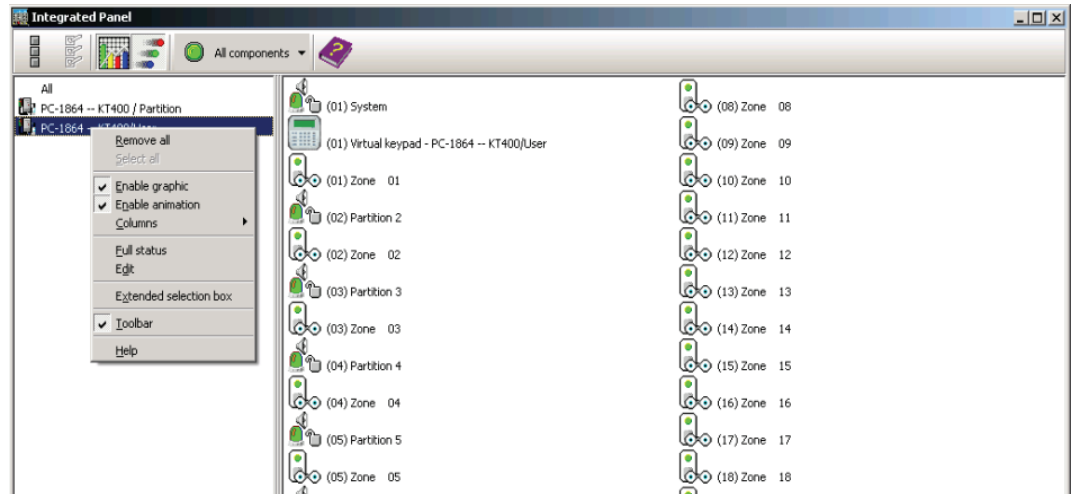 Integrated Panel
All components
All
PC-1864 -- KT400 / Partition
PC-1864 -- KT400/User
Remove all
Select all
Enable graphic
Enable animation
Columns
Full status
Edit
Extended selection box
Toolbar
Help
(01) System
(01) Virtual keypad - PC-1864 -- KT400/User
(01) Zone 01
(02) Partition 2
(02) Zone 02
(03) Partition 3
(03) Zone 03
(04) Partition 4
(04) Zone 04
(05) Partition 5
(05) Zone 05
(08) Zone 08
(09) Zone 09
(10) Zone 10
(11) Zone 11
(12) Zone 12
(13) Zone 13
(14) Zone 14
(15) Zone 15
(16) Zone 16
(17) Zone 17
(18) Zone 18